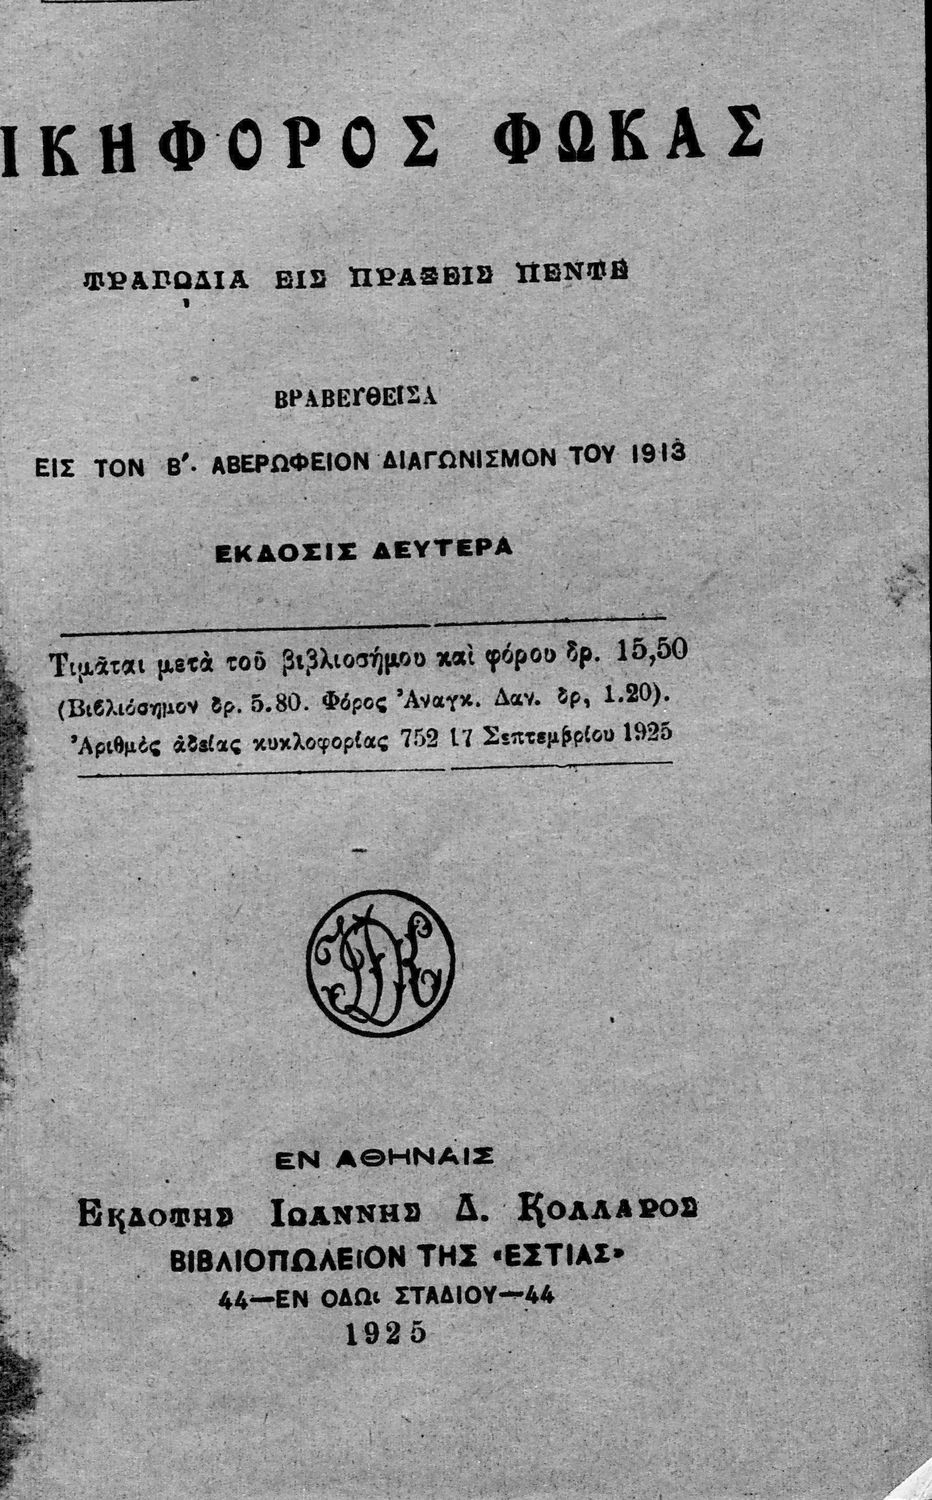 ΙΚΗΦΟΡΟΣ ΦΩΚΑΣ
ΤΡΑΓΩΔΙΑ ΕΙΣ ΠΡΑΞΕΙΣ ΠΕΝΤΕ
ΒΡΑΒΕΥΘΕΙΣΑ
ΕΙΣ ΤΟΝ Β΄. ΑΒΕΡΩΦΕΙΟΝ ΔΙΑΓΩΝΙΣΜΟΝ ΤΟΥ 1913
ΕΚΔΟΣΙΣ ΔΕΥΤΕΡΑ
Τιμᾶται μετὰ τοῦ βιβλιοσήμου καὶ φόρου δρ. 15,50
(Βιβλιόσημον δρ. 5.80. Φόρος Ἀναγκ. Δαν. δρ, 1.20).
Ἀριθμὸς ἀδείας κυκλοφορίας 752 17 Σεπτεμβρίου 1925
ΙΔΚ
ΕΝ ΑΘΗΝΑΙΣ
ΕΚΔΟΤΗΣ ΙΩΑΝΝΗΣ Δ. ΚΟΛΛΑΡΟΣ
ΒΙΒΛΙΟΠΩΛΕΙΟΝ ΤΗΣ «ΕΣΤΙΑΣ»
44—ΕΝ ΟΔΩι ΣΤΑΔΙΟΥ—44
1925